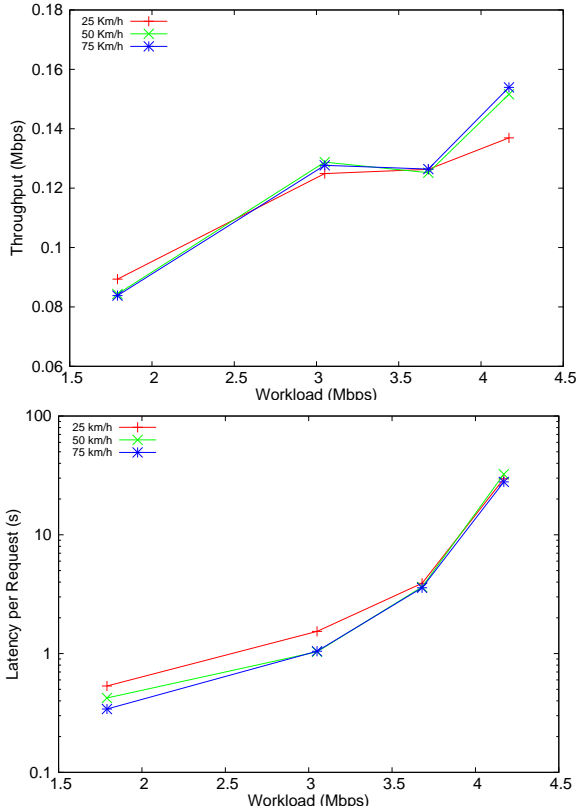 0.18
25 Km/h
50 Km/h
75 Km/h
0.16
0.14
0.12
0.1
0.08
0.06
Throughput (Mbps)
1.5 2 2.5 3 3.5 4 4.5
Workload (Mbps)
100
25 km/h
50 km/h
75 km/h
10
1
0.1
Latency per Request (s)
1.5 2 2.5 3 3.5 4 4.5
Workload (Mbps)